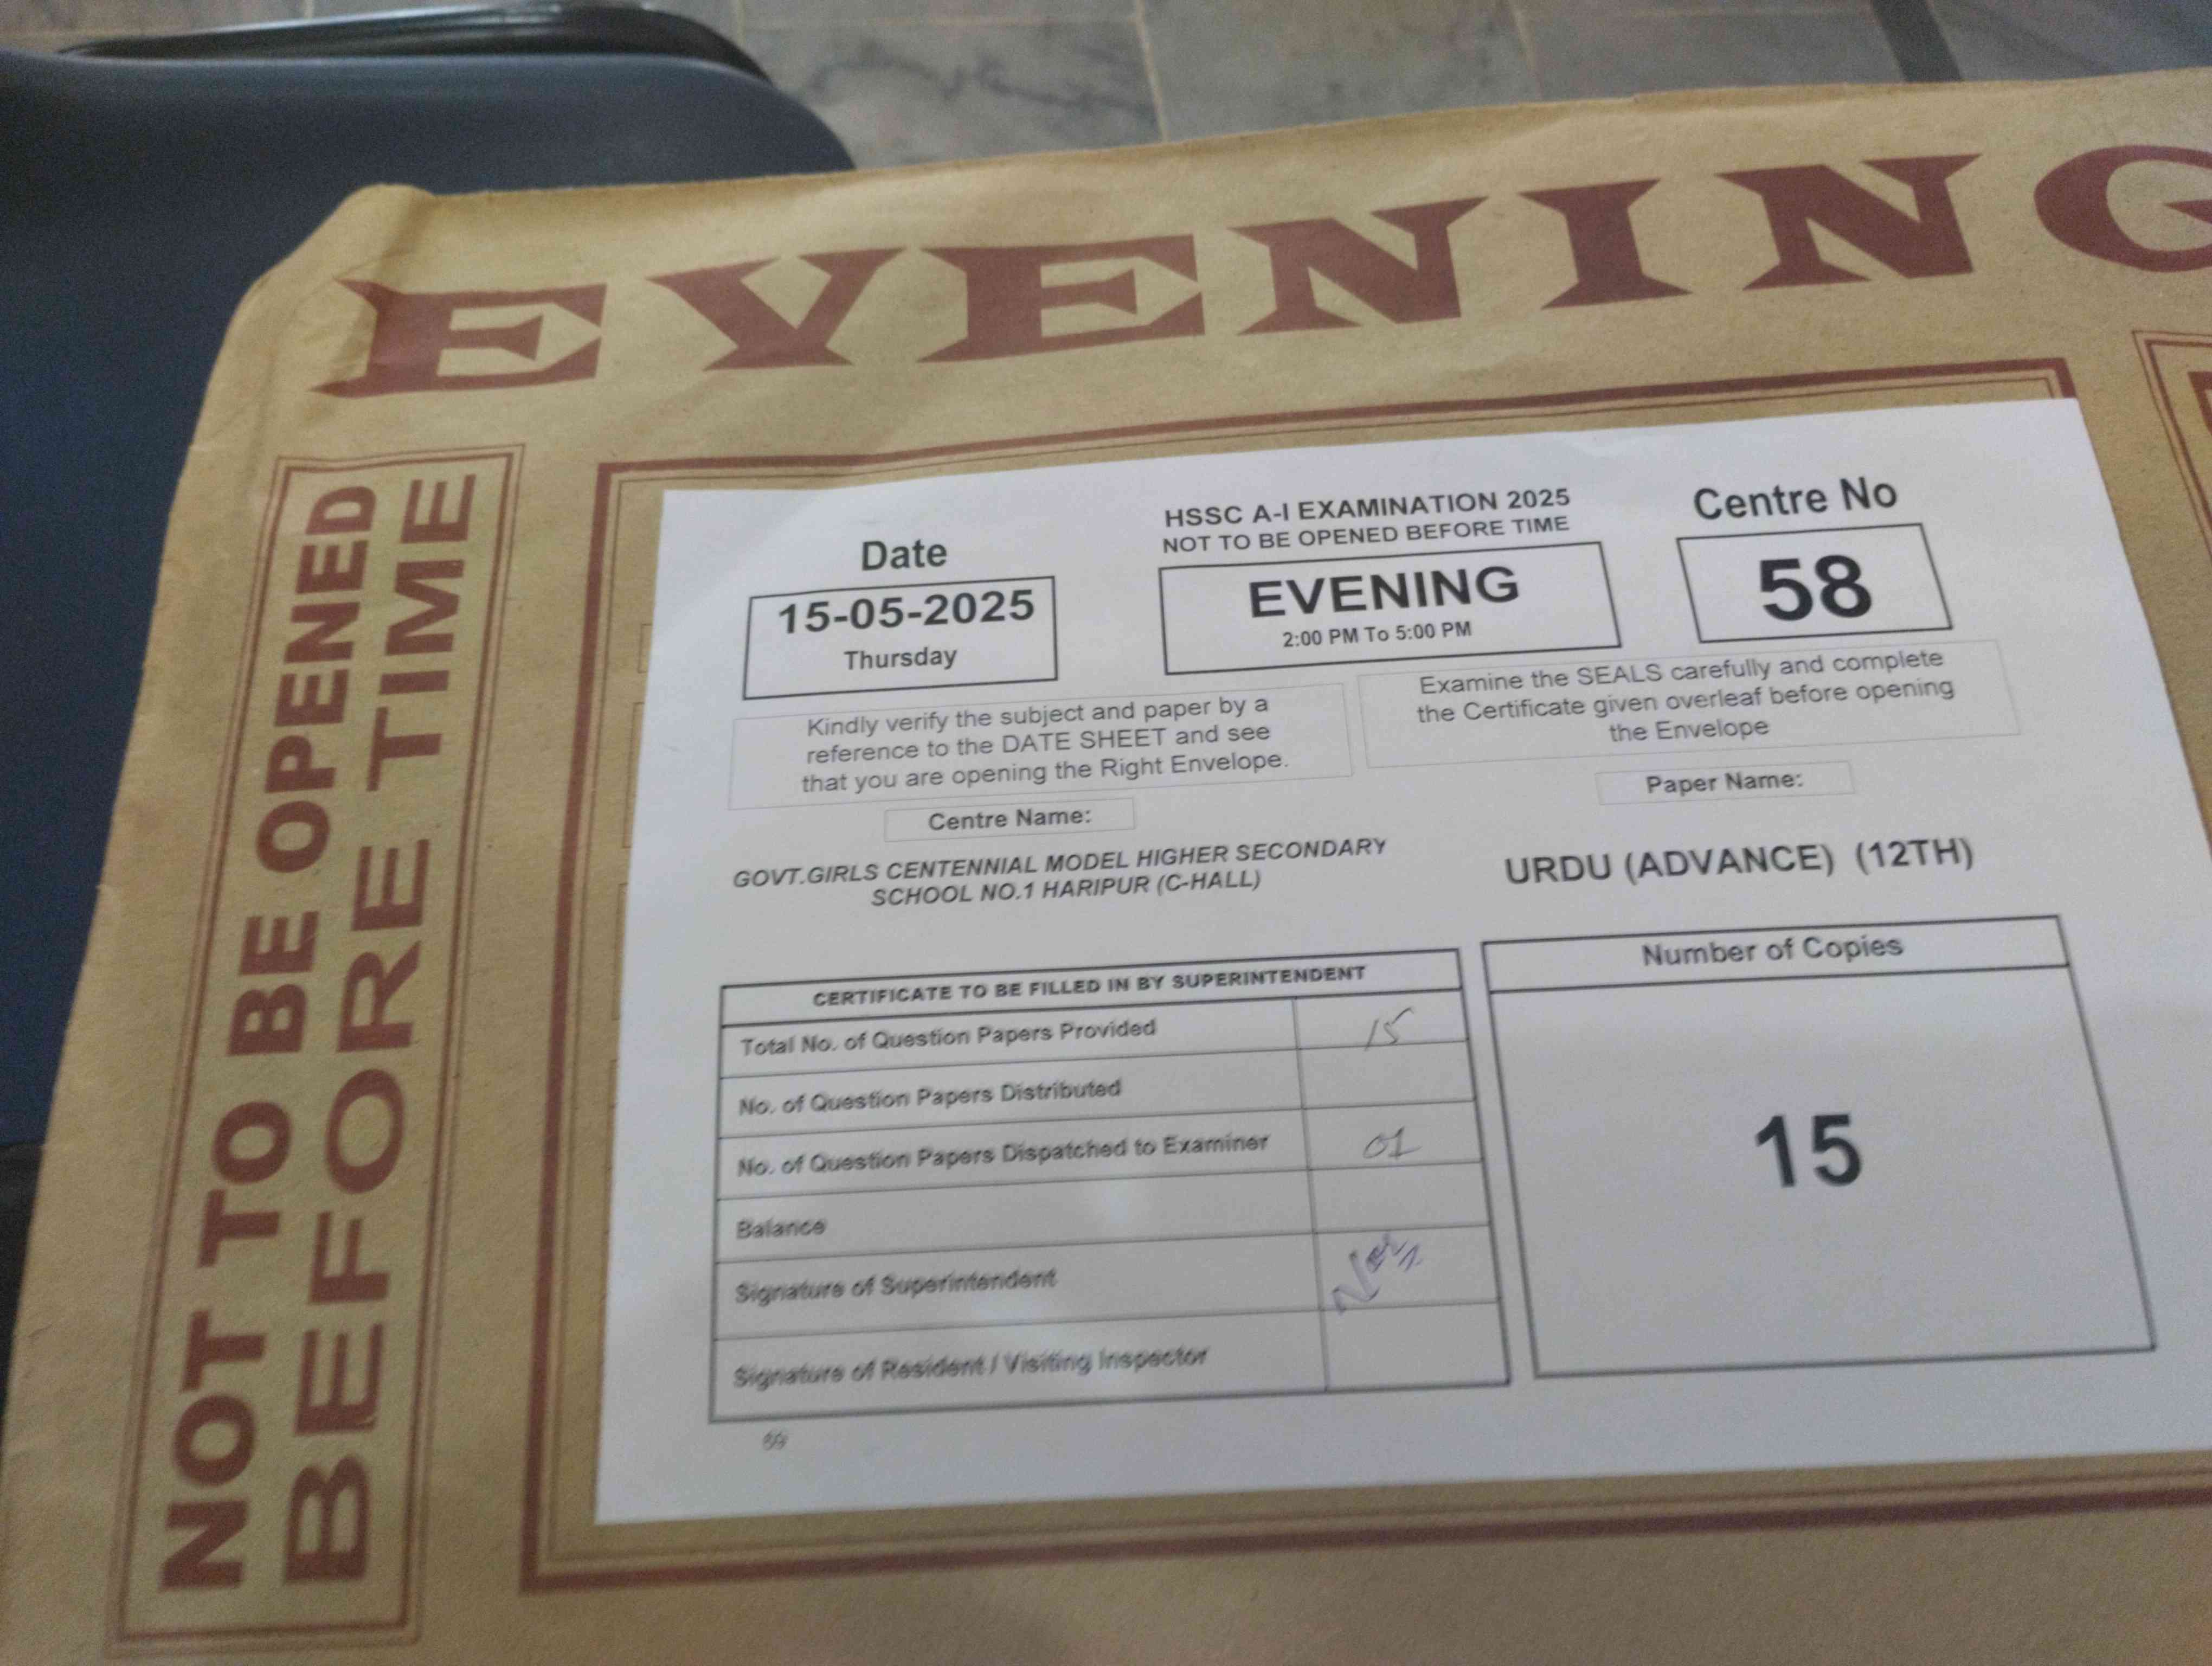 EVENING
NOT TO BE OPENED
BEFORE TIME
HSSC A-I EXAMINATION 2025
NOT TO BE OPENED BEFORE TIME
Date
15-05-2025
Thursday
EVENING
2:00 PM To 5:00 PM
Centre No
58
Kindly verify the subject and paper by a
reference to the DATE SHEET and see
that you are opening the Right Envelope.
Examine the SEALS carefully and complete
the Certificate given overleaf before opening
the Envelope
Centre Name:
GOVT.GIRLS CENTENNIAL MODEL HIGHER SECONDARY
SCHOOL NO.1 HARIPUR (C-HALL)
Paper Name:
URDU (ADVANCE) (12TH)
CERTIFICATE TO BE FILLED IN BY SUPERINTENDENT
Total No. of Question Papers Provided 15
No. of Question Papers Distributed
No. of Question Papers Dispatched to Examiner 01
Balance
Signature of Superintendent
Signature of Resident / Visiting Inspector
Number of Copies
15